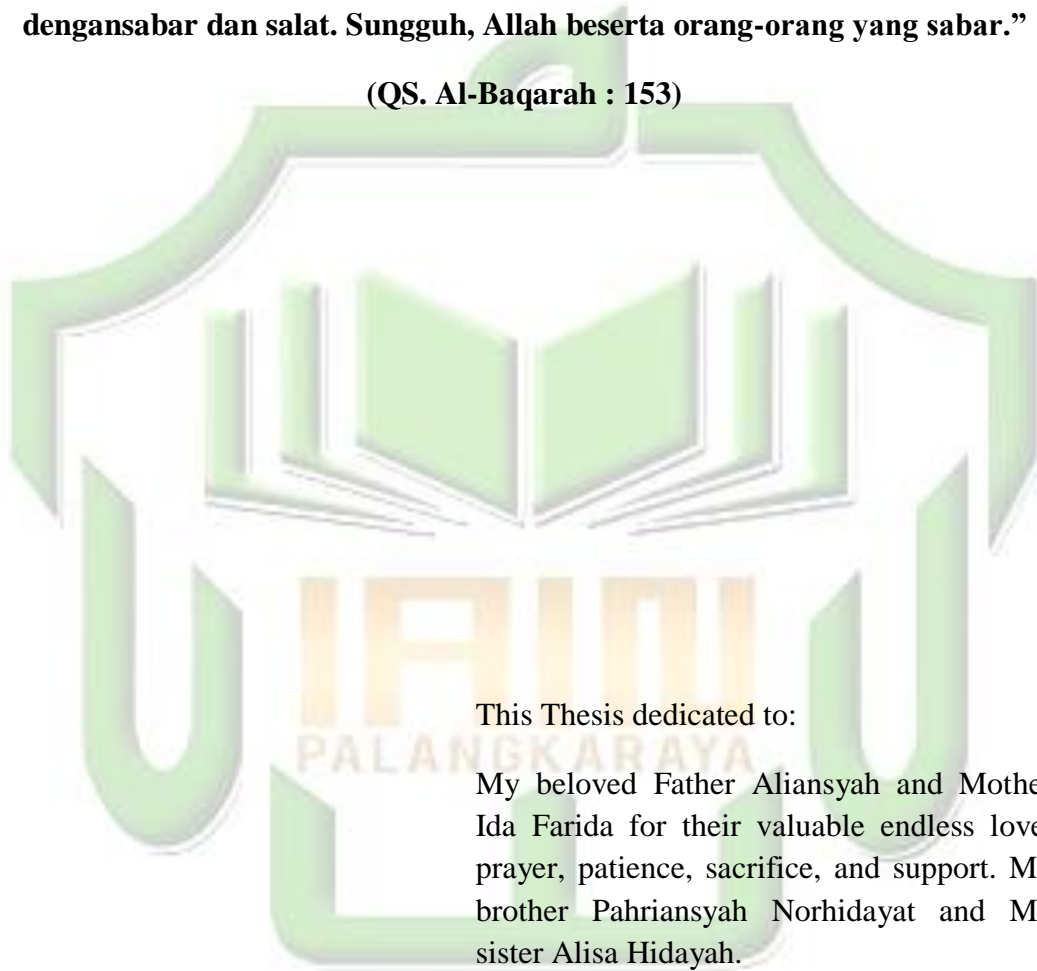 dengansabar dan salat. Sungguh, Allah beserta orang-orang yang sabar.”
(QS. Al-Baqarah : 153)
IAIN
PALANGKARAYA
This Thesis dedicated to:
My beloved Father Aliansyah and Mothe
Ida Farida for their valuable endless love
prayer, patience, sacrifice, and support. M
brother Pahriansyah Norhidayat and M
sister Alisa Hidayah.